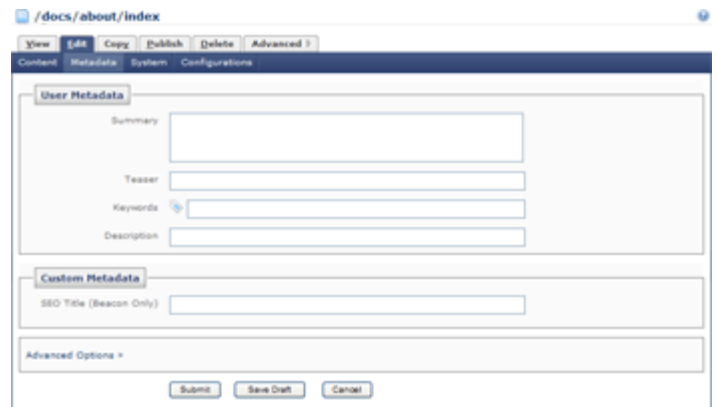 /docs/about/index
View Edit Copy Publish Delete Advanced
Content Metadata System Configurations
User Metadata
Summary
Teaser
Keywords
Description
Custom Metadata
SEO Title (Beacon Only)
Advanced Options »
Submit Save Draft Cancel